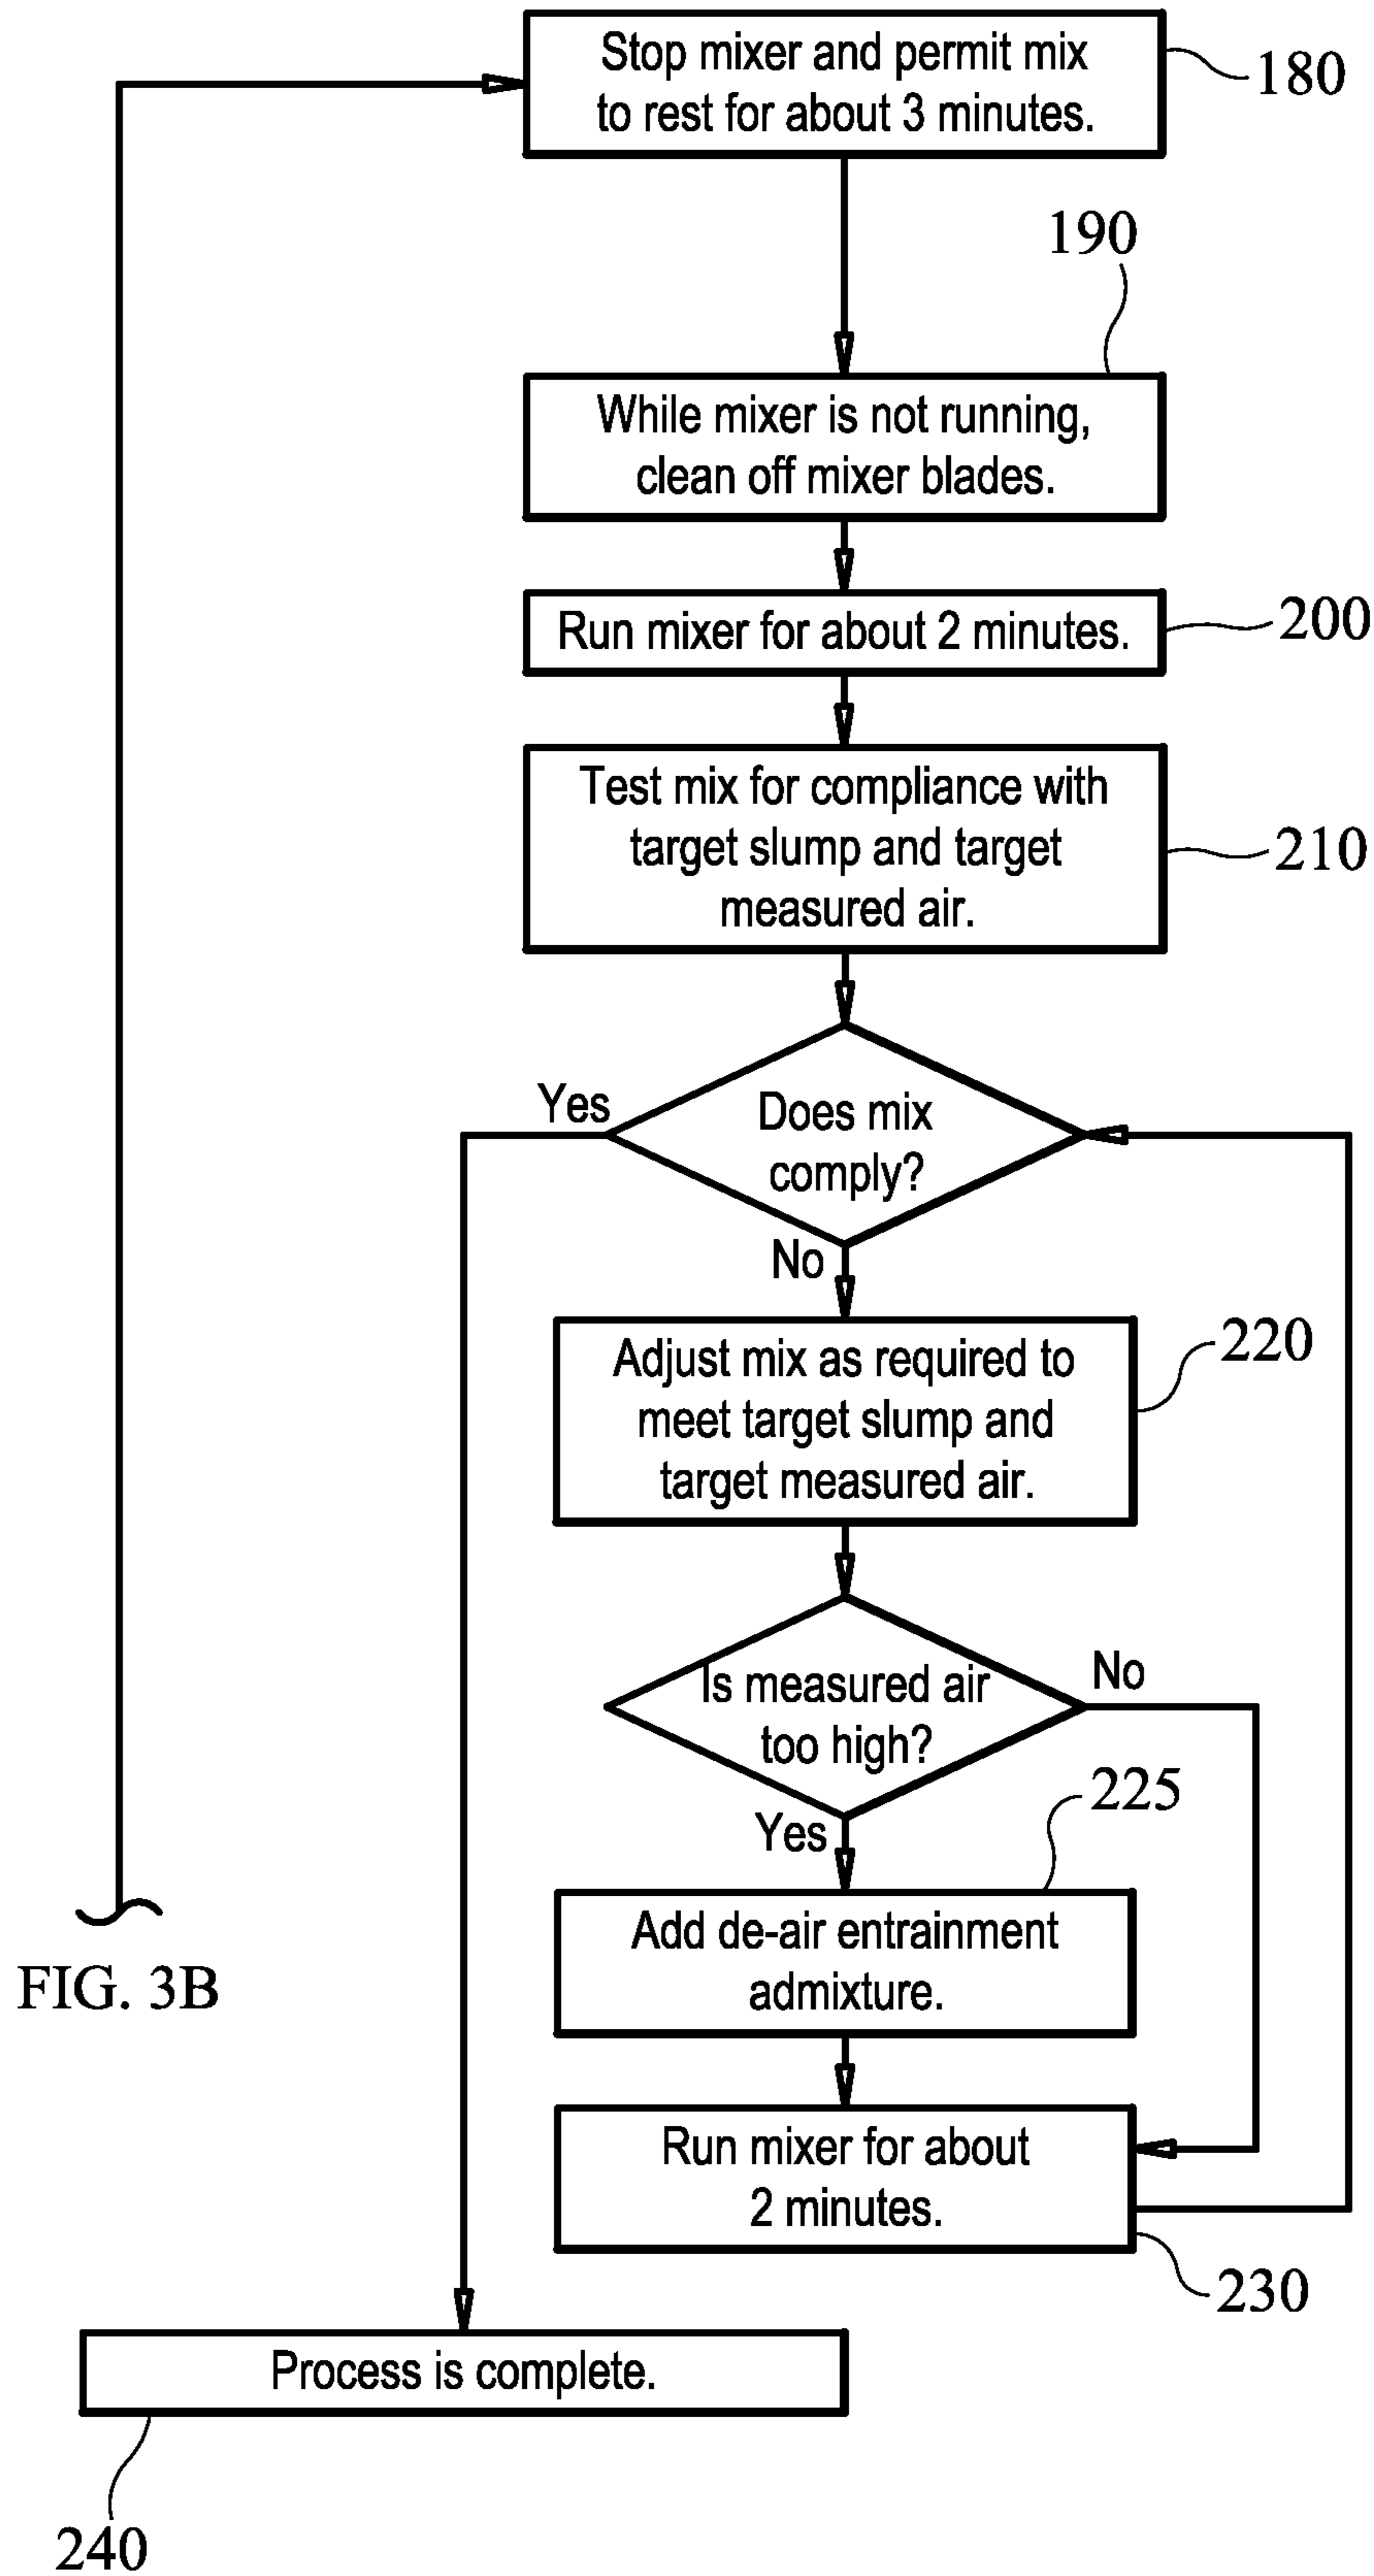 Stop mixer and permit mix
to rest for about 3 minutes.
180
190
While mixer is not running,
clean off mixer blades.
Run mixer for about 2 minutes.
200
Test mix for compliance with
target slump and target
measured air.
210
Yes
Does mix
comply?
No
Adjust mix as required to
meet target slump and
target measured air.
220
Is measured air
too high?
No
Yes
225
Add de-air entrainment
admixture.
FIG. 3B
Run mixer for about
2 minutes.
230
Process is complete.
240